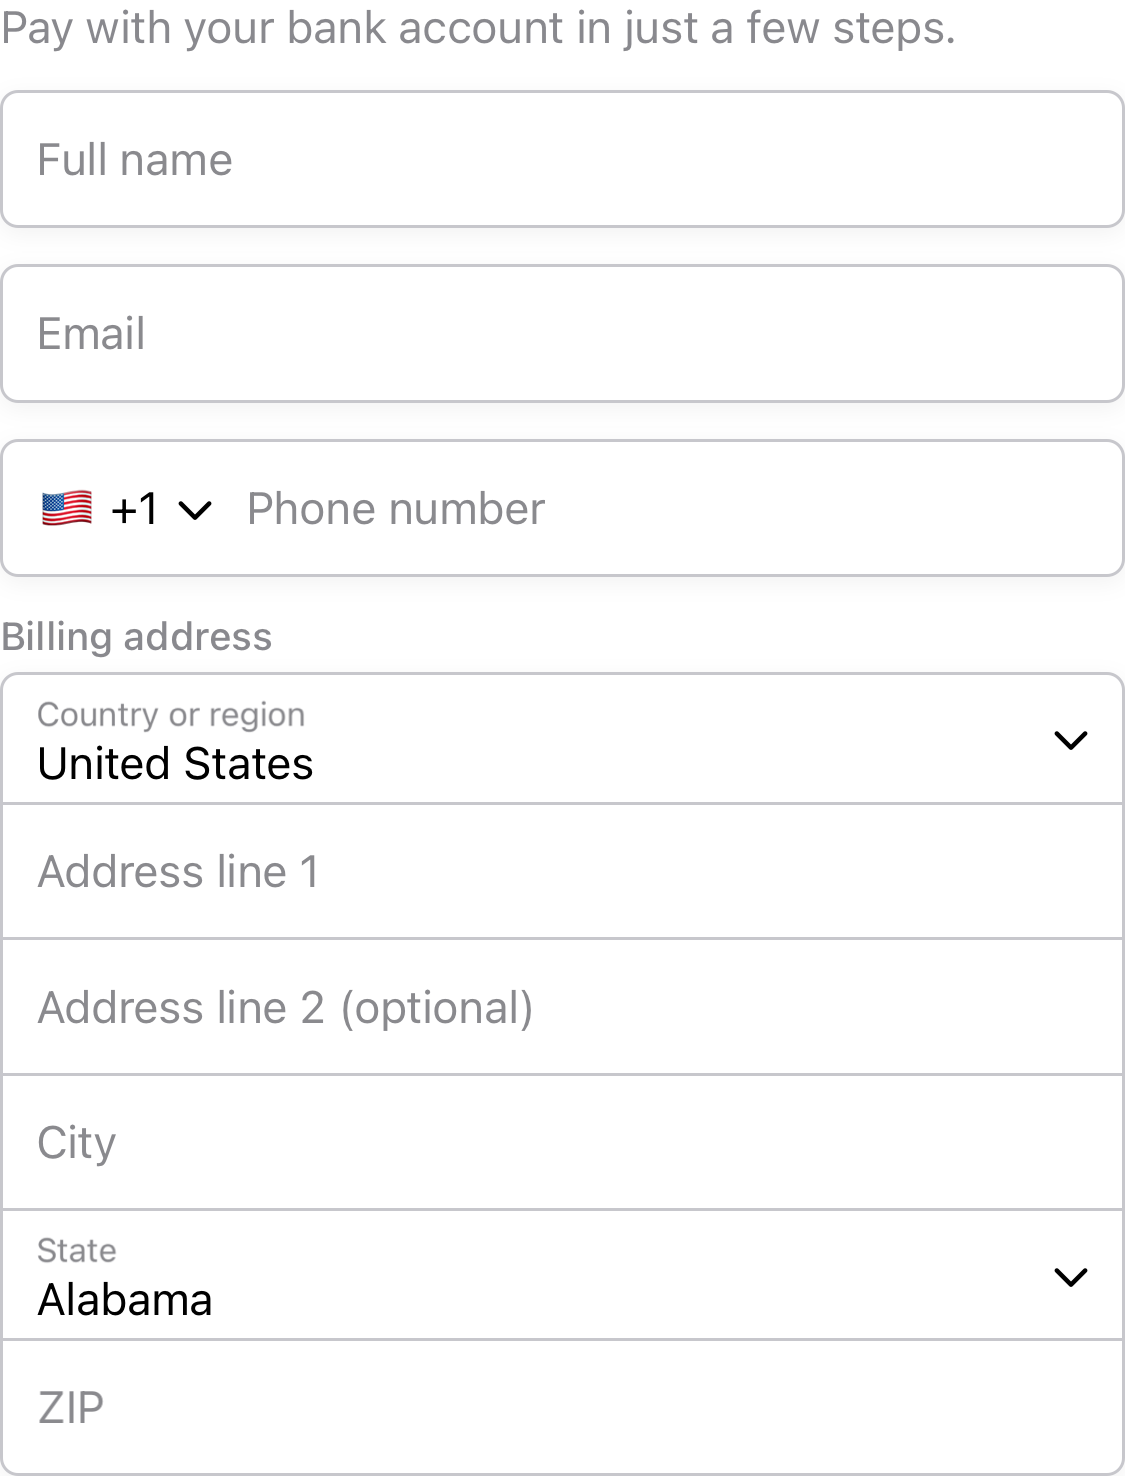 Pay with your bank account in just a few steps.
Full name
Email
+1 Phone number
Billing address
Country or region
United States
Address line 1
Address line 2 (optional)
City
State
Alabama
ZIP